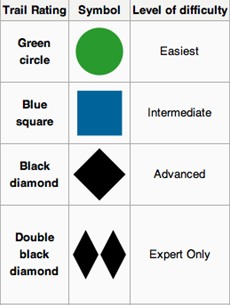 Trail Rating Symbol Level of difficulty
Green
circle
Easiest
Blue
square
Intermediate
Black
diamond
Advanced
Double
black
diamond
Expert Only